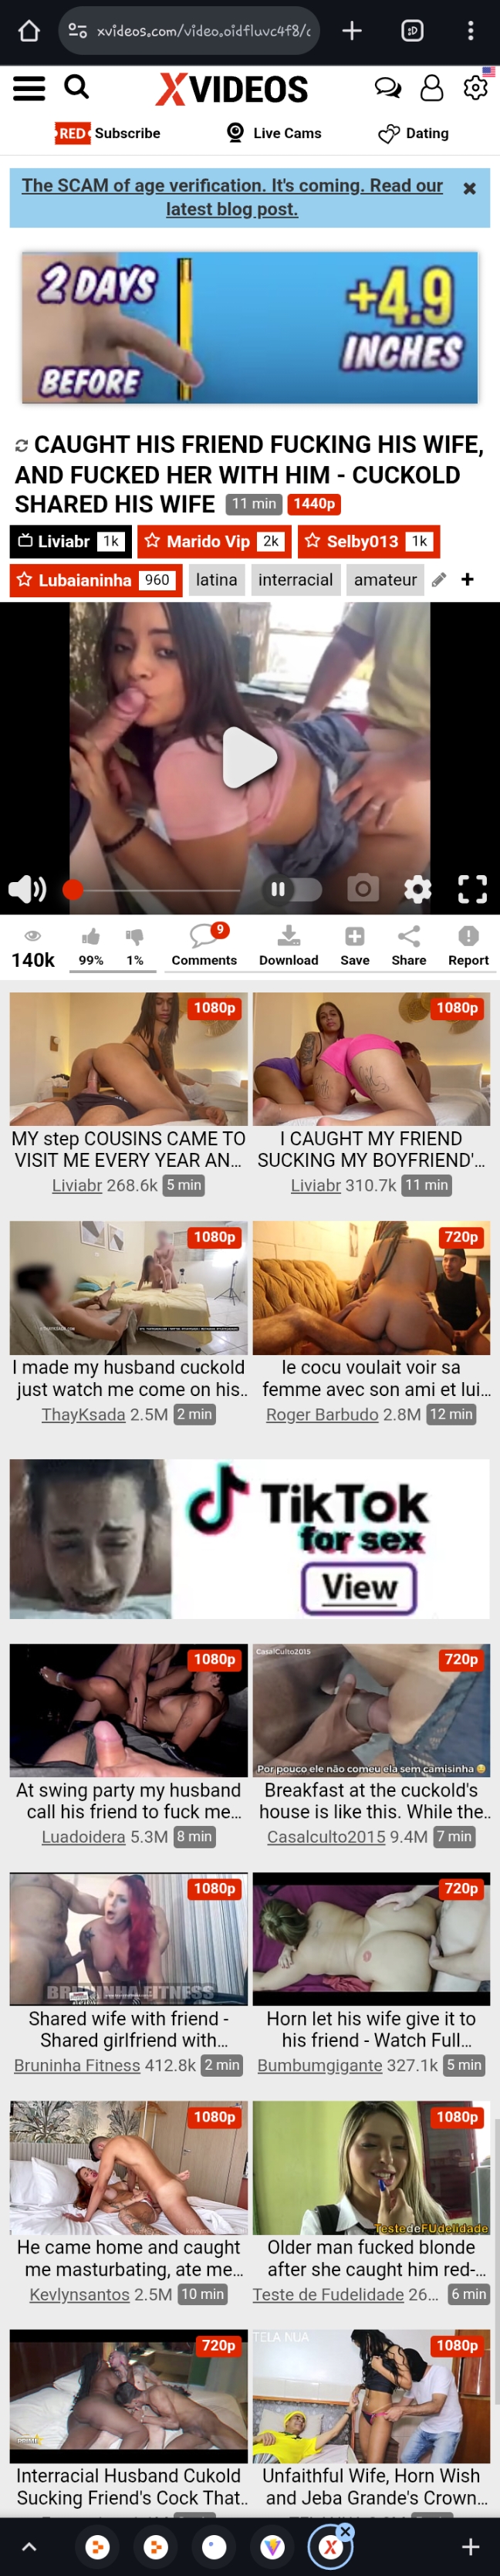 xvideos.com/video.oidfluvc4f8/c
:D
XVIDEOS
RED Subscribe
Live Cams
Dating
The SCAM of age verification. It's coming. Read our
latest blog post.
2 DAYS
BEFORE
+4.9
INCHES
CAUGHT HIS FRIEND FUCKING HIS WIFE,
AND FUCKED HER WITH HIM - CUCKOLD
SHARED HIS WIFE 11 min 1440p
Liviabr 1k Marido Vip 2k Selby013 1k
Lubaianinha 960 latina interracial amateur +
9
140k 99% 1% Comments Download Save Share Report
1080p
MY step COUSINS CAME TO
VISIT ME EVERY YEAR AN...
Liviabr 268.6k 5 min
1080p
I CAUGHT MY FRIEND
SUCKING MY BOYFRIEND'...
Liviabr 310.7k 11 min
1080p
I made my husband cuckold
just watch me come on his..
ThayKsada 2.5M 2 min
720p
le cocu voulait voir sa
femme avec son ami et lui...
Roger Barbudo 2.8M 12 min
TikTok
for sex
View
1080p
At swing party my husband
call his friend to fuck me...
Luadoidera 5.3M 8 min
CasalCulto2015
720p
Por pouco ele não comeu ela sem camisinha
Breakfast at the cuckold's
house is like this. While the..
Casalculto2015 9.4M 7 min
1080p
BRUNINHA FITNESS
Shared wife with friend -
Shared girlfriend with...
Bruninha Fitness 412.8k 2 min
720p
Horn let his wife give it to
his friend - Watch Full...
Bumbumgigante 327.1k 5 min
1080p
He came home and caught
me masturbating, ate me...
Kevlynsantos 2.5M 10 min
1080p
TestedeFUdelidade
Older man fucked blonde
after she caught him red-...
Teste de Fudelidade 26... 6 min
720p
Interracial Husband Cukold
Sucking Friend's Cock That..
TELA NUA
1080p
Unfaithful Wife, Horn Wish
and Jeba Grande's Crown...